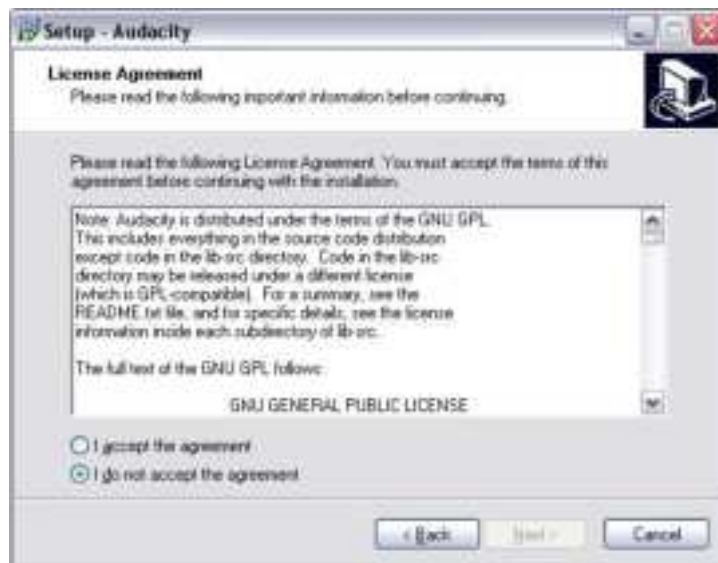 Setup - Audacity
License Agreement
Please read the following important information before continuing.
Please read the following License Agreement. You must accept the terms of this
agreement before continuing with the installation.
Note: Audacity is distributed under the terms of the GNU GPL.
This includes everything in the source code distribution
except code in the lib-src directory. Code in the lib-src
directory may be released under a different license
(which is GPL-compatible). For a summary, see the
README.txt file, and for specific details, see the license
information inside each subdirectory of lib-src.
The full text of the GNU GPL follows:
GNU GENERAL PUBLIC LICENSE
I accept the agreement
I do not accept the agreement
< Back
Next >
Cancel